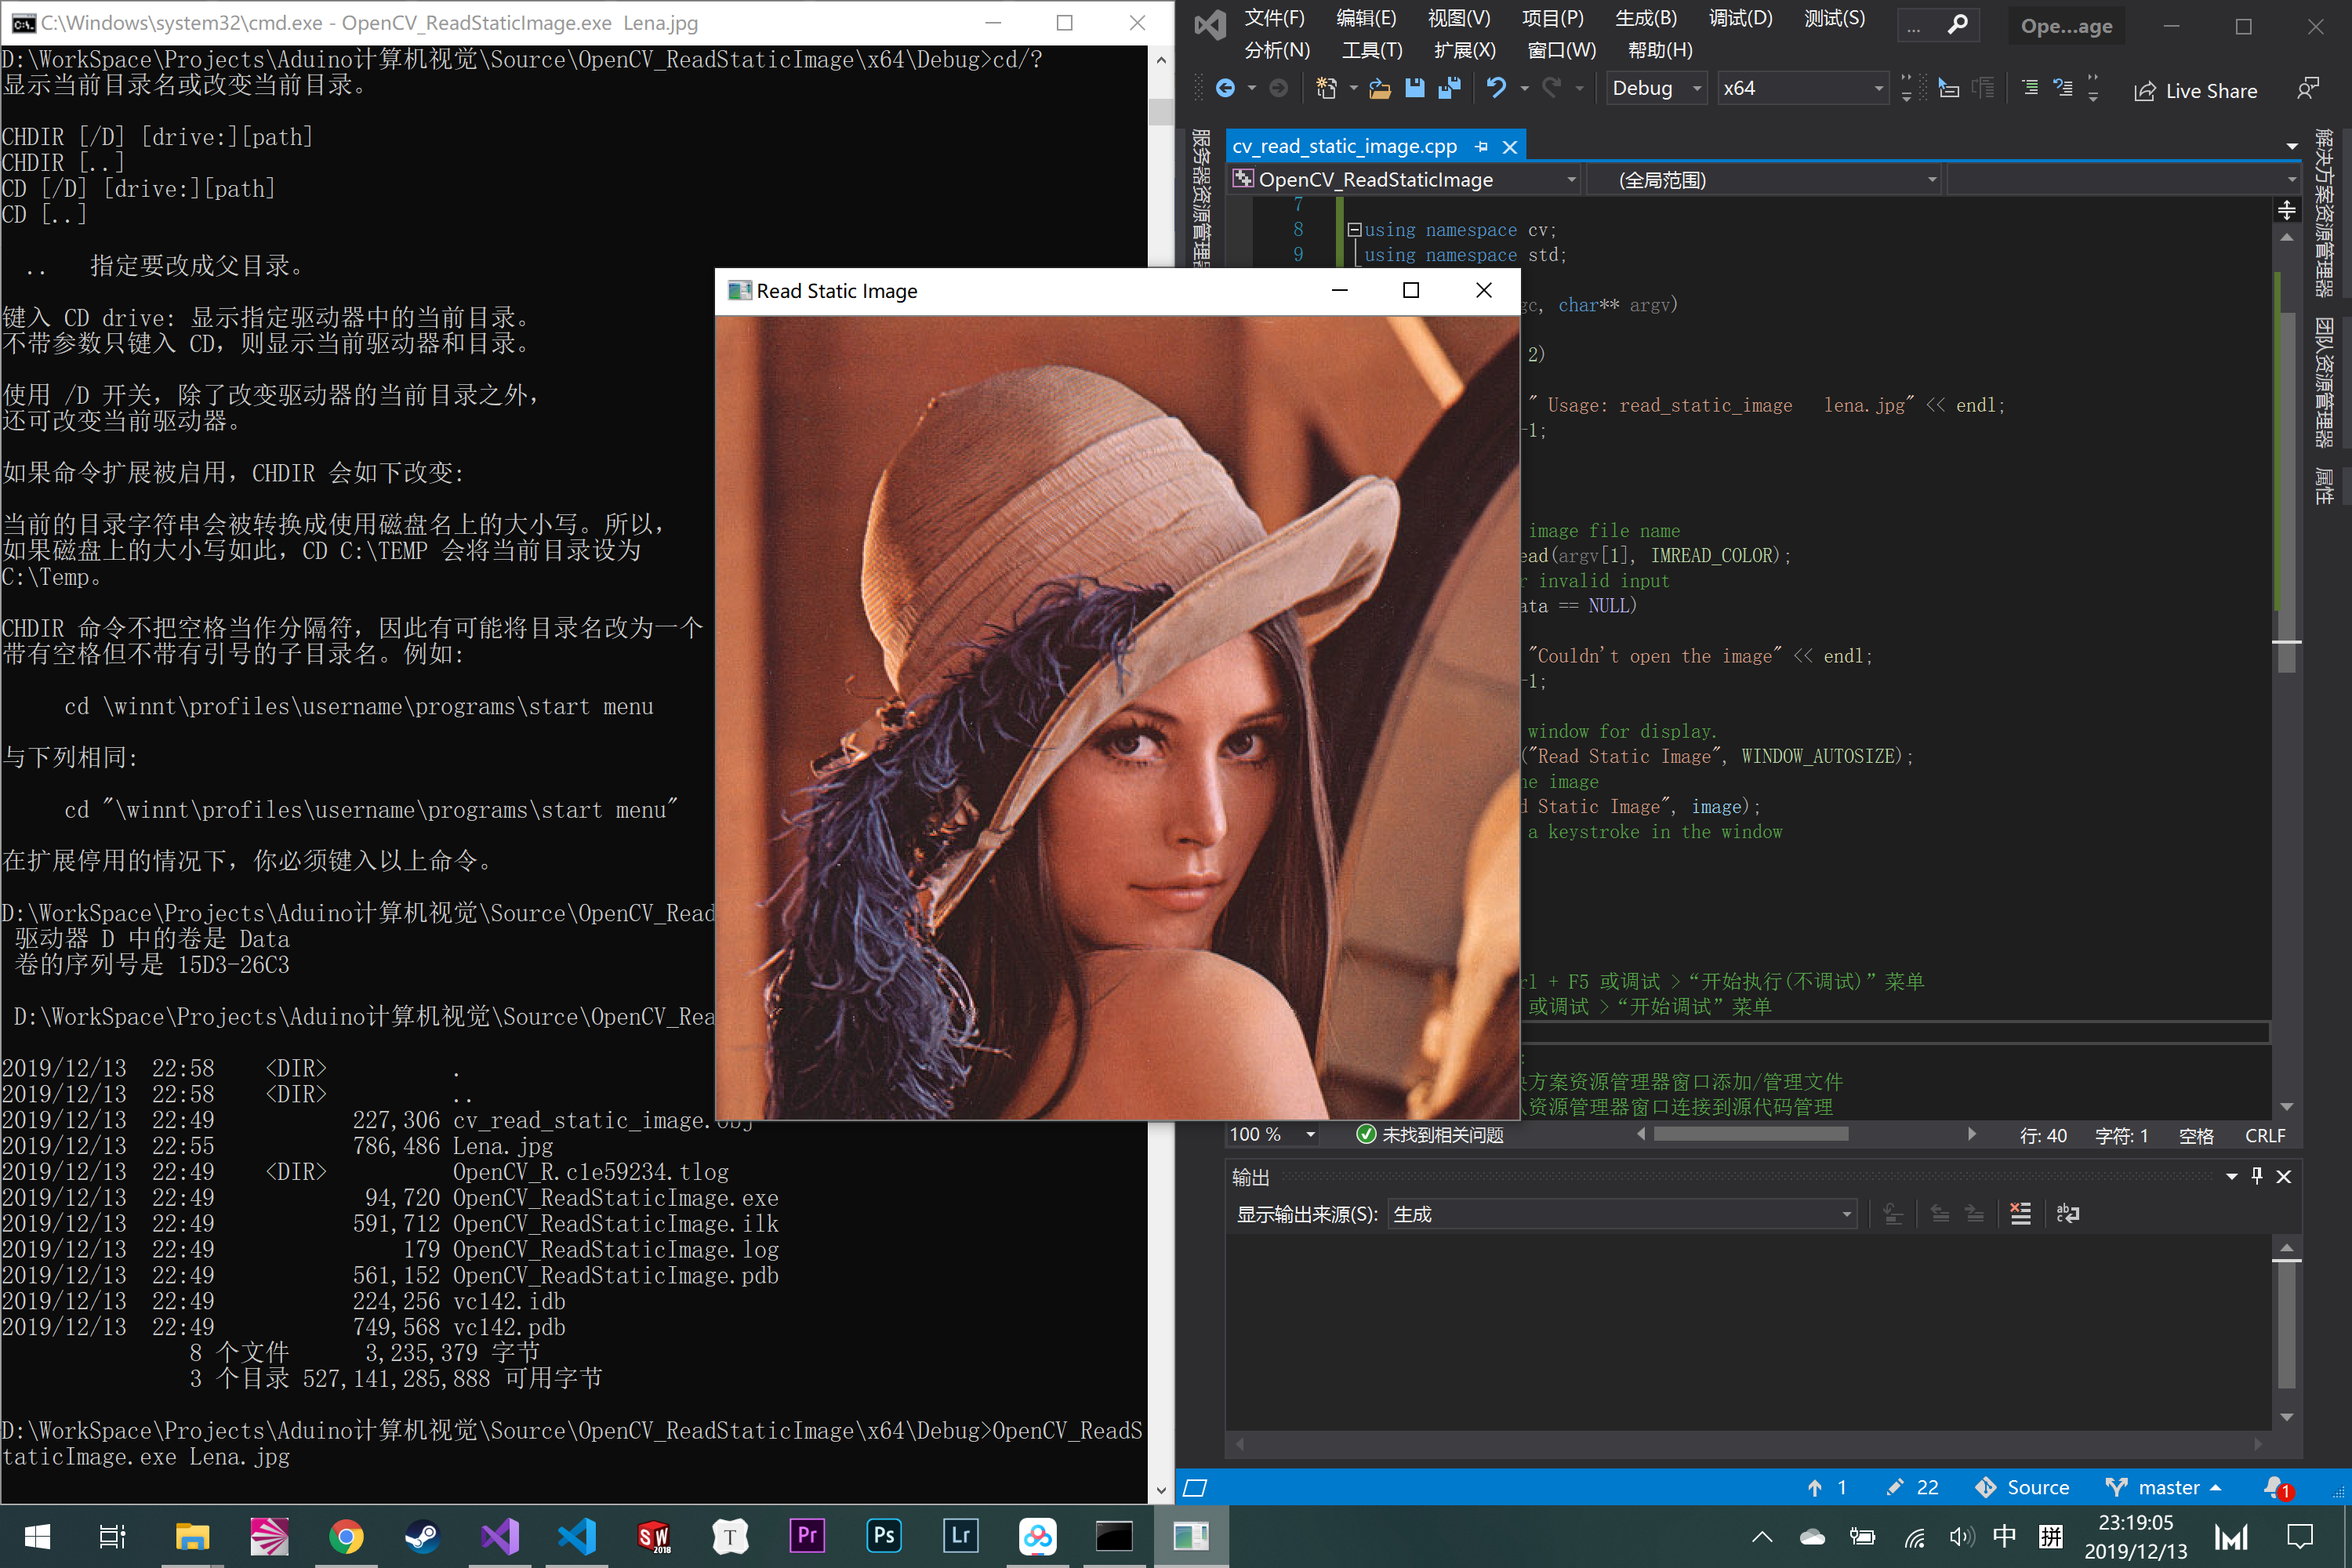 C:\Windows\system32\cmd.exe - OpenCV_ReadStaticImage.exe  Lena.jpg
D:\WorkSpace\Projects\Aduino计算机视觉\Source\OpenCV_ReadStaticImage\x64\Debug>cd/?
显示当前目录名或改变当前目录。
CHDIR [/D] [drive:][path]
CHDIR [..]
CD [/D] [drive:][path]
CD [..]
..   指定要改成父目录。
键入 CD drive: 显示指定驱动器中的当前目录。
不带参数只键入 CD，则显示当前驱动器和目录。
使用 /D 开关，除了改变驱动器的当前目录之外，
还可改变当前驱动器。
如果命令扩展被启用，CHDIR 会如下改变:
当前的目录字符串会被转换成使用磁盘名上的大小写。所以，
如果磁盘上的大小写如此，CD C:\TEMP 会将当前目录设为
C:\Temp。
CHDIR 命令不把空格当作分隔符，因此有可能将目录名改为一个
带有空格但不带有引号的子目录名。例如:
cd \winnt\profiles\username\programs\start menu
与下列相同:
cd "\winnt\profiles\username\programs\start menu"
在扩展停用的情况下，你必须键入以上命令。
D:\WorkSpace\Projects\Aduino计算机视觉\Source\OpenCV_Read
驱动器 D 中的卷是 Data
卷的序列号是 15D3-26C3
D:\WorkSpace\Projects\Aduino计算机视觉\Source\OpenCV_Rea
2019/12/13  22:58    <DIR>          .
2019/12/13  22:58    <DIR>          ..
2019/12/13  22:49           227,306 cv_read_static_image.obj
2019/12/13  22:55           786,486 Lena.jpg
2019/12/13  22:49    <DIR>          OpenCV_R.c1e59234.tlog
2019/12/13  22:49            94,720 OpenCV_ReadStaticImage.exe
2019/12/13  22:49           591,712 OpenCV_ReadStaticImage.ilk
2019/12/13  22:49               179 OpenCV_ReadStaticImage.log
2019/12/13  22:49           561,152 OpenCV_ReadStaticImage.pdb
2019/12/13  22:49           224,256 vc142.idb
2019/12/13  22:49           749,568 vc142.pdb
8 个文件      3,235,379 字节
3 个目录 527,141,285,888 可用字节
D:\WorkSpace\Projects\Aduino计算机视觉\Source\OpenCV_ReadStaticImage\x64\Debug>OpenCV_ReadS
taticImage.exe Lena.jpg
Read Static Image
文件(F) 编辑(E) 视图(V) 项目(P) 生成(B) 调试(D) 测试(S) ... Ope...age
分析(N) 工具(T) 扩展(X) 窗口(W) 帮助(H)
Debug x64 Live Share
服务器资源管理器
cv_read_static_image.cpp
OpenCV_ReadStaticImage (全局范围)
7
8 using namespace cv;
9 using namespace std;
gc, char** argv)
2)
" Usage: read_static_image   lena.jpg" << endl;
-1;
image file name
ead(argv[1], IMREAD_COLOR);
r invalid input
ata == NULL)
"Couldn't open the image" << endl;
-1;
window for display.
("Read Static Image", WINDOW_AUTOSIZE);
he image
d Static Image", image);
a keystroke in the window
rl + F5 或调试 >“开始执行(不调试)”菜单
或调试 >“开始调试”菜单
:
决方案资源管理器窗口添加/管理文件
队资源管理器窗口连接到源代码管理
100 % 未找到相关问题 行: 40 字符: 1 空格 CRLF
输出
显示输出来源(S): 生成
解决方案资源管理器
团队资源管理器
属性
1 22 Source master 1
SW 2018 T Pr Ps Lr 中 拼 23:19:05
2019/12/13